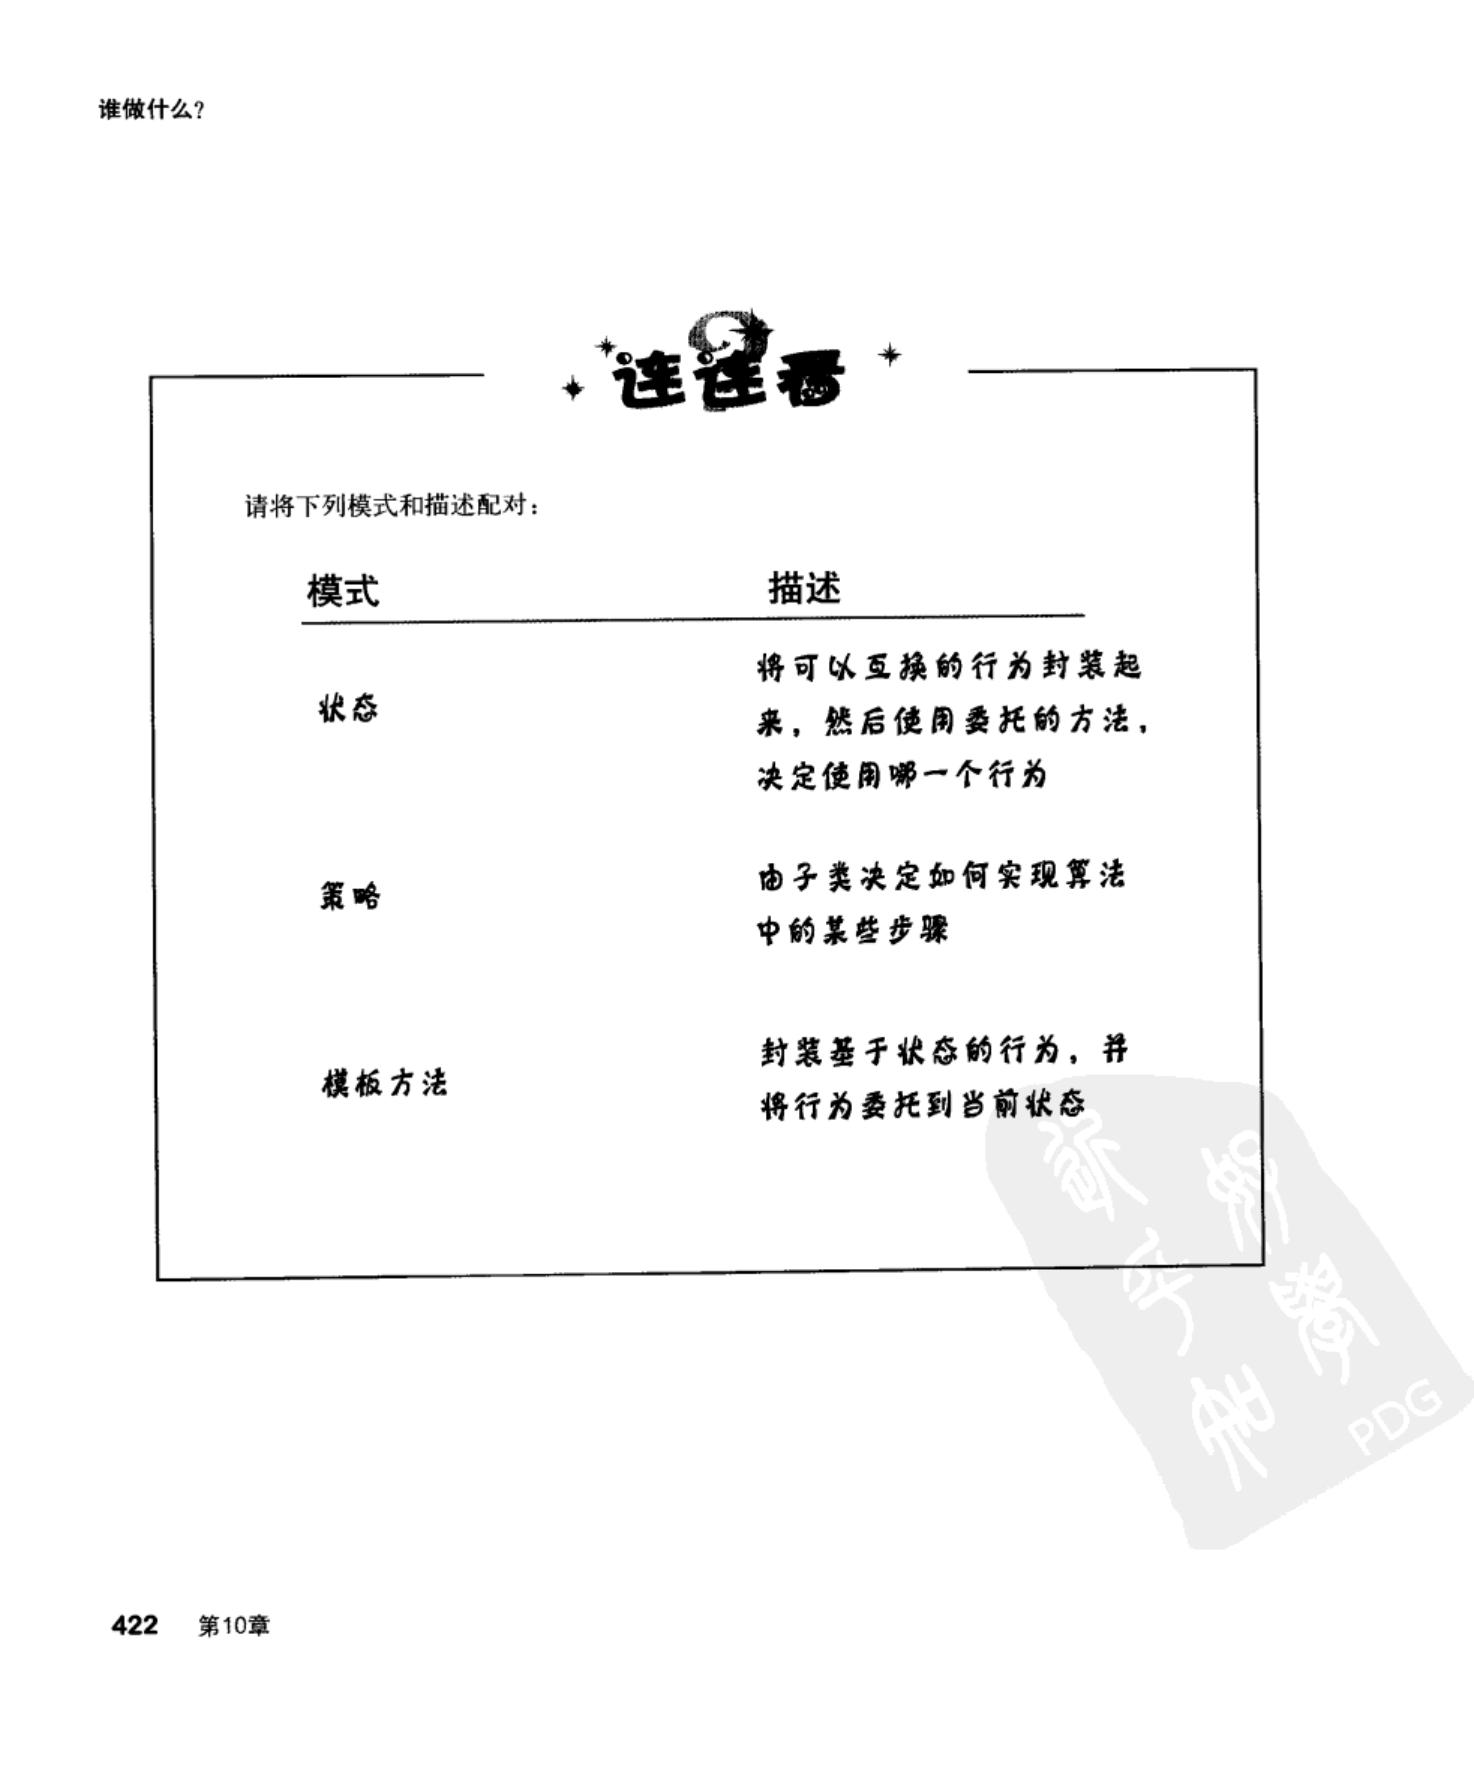 谁做什么?
连连看
请将下列模式和描述配对:
模式
描述
状态
将可以互换的行为封装起
来,然后使用委托的方法,
决定使用哪一个行为
策略
由子类决定如何实现算法
中的某些步骤
模板方法
封装基于状态的行为,并
将行为委托到当前状态
PDG
422 第10章